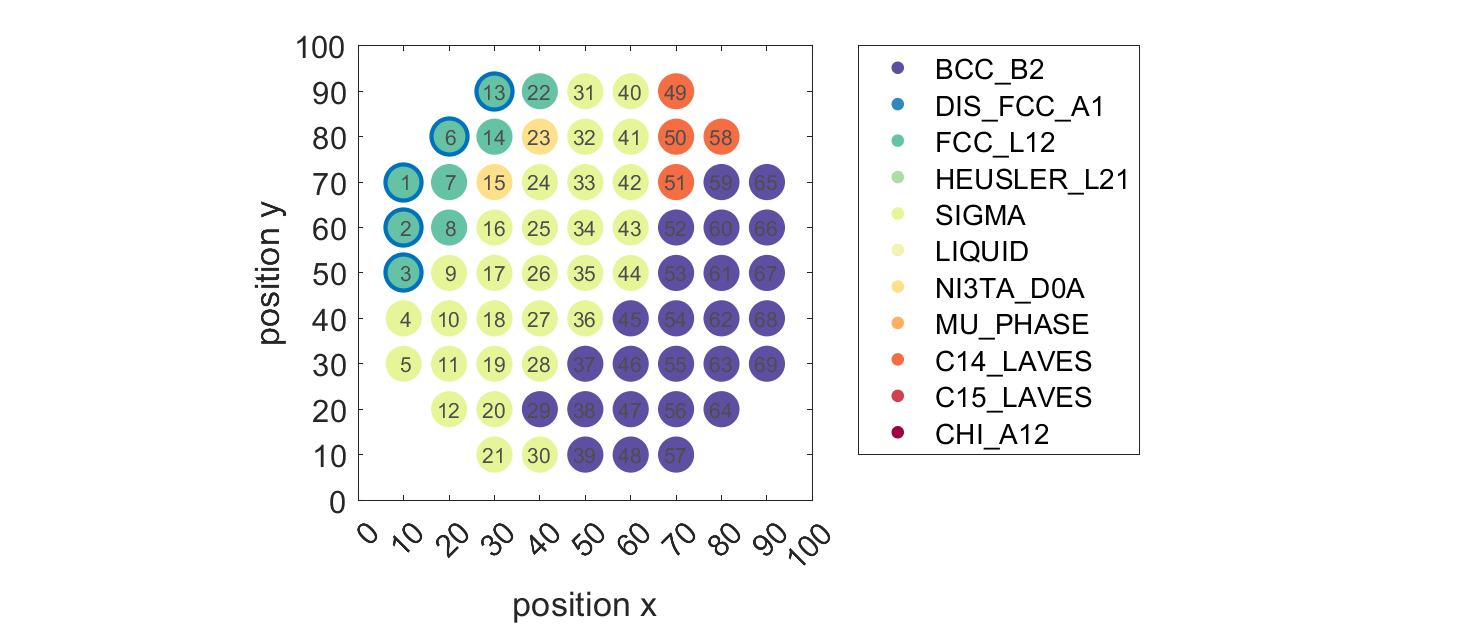 100
90 13 22 31 40 49
80 6 14 23 32 41 50 58
70 1 7 15 24 33 42 51 59 65
60 2 8 16 25 34 43 52 60 66
50 3 9 17 26 35 44 53 61 67
40 4 10 18 27 36 45 54 62 68
30 5 11 19 28 37 46 55 63 69
20 12 20 29 38 47 56 64
10 21 30 39 48 57
0
position y
0 10 20 30 40 50 60 70 80 90 100
position x
BCC_B2
DIS_FCC_A1
FCC_L12
HEUSLER_L21
SIGMA
LIQUID
NI3TA_D0A
MU_PHASE
C14_LAVES
C15_LAVES
CHI_A12